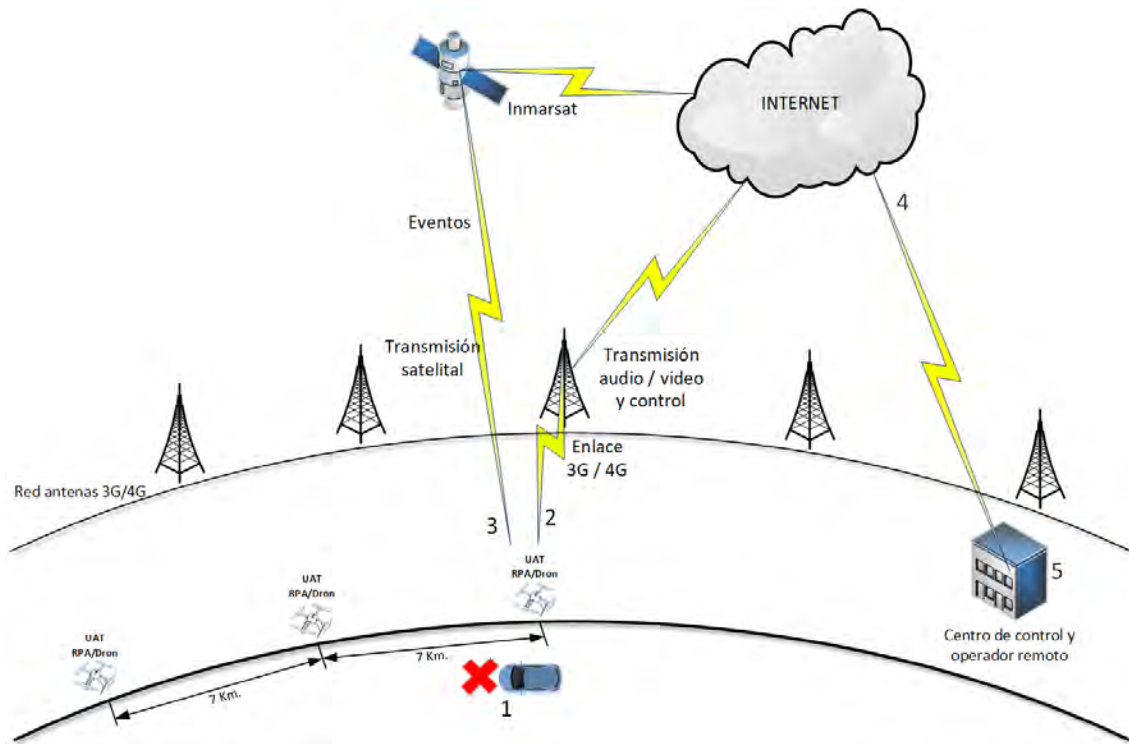 INTERNET
Inmarsat
4
Eventos
Transmisión
satelital
Transmisión
audio / video
y control
Enlace
3G / 4G
Red antenas 3G/4G
3
2
5
UAT
RPA/Dron
UAT
RPA/Dron
UAT
RPA/Dron
Centro de control y
operador remoto
7 Km.
7 Km.
1